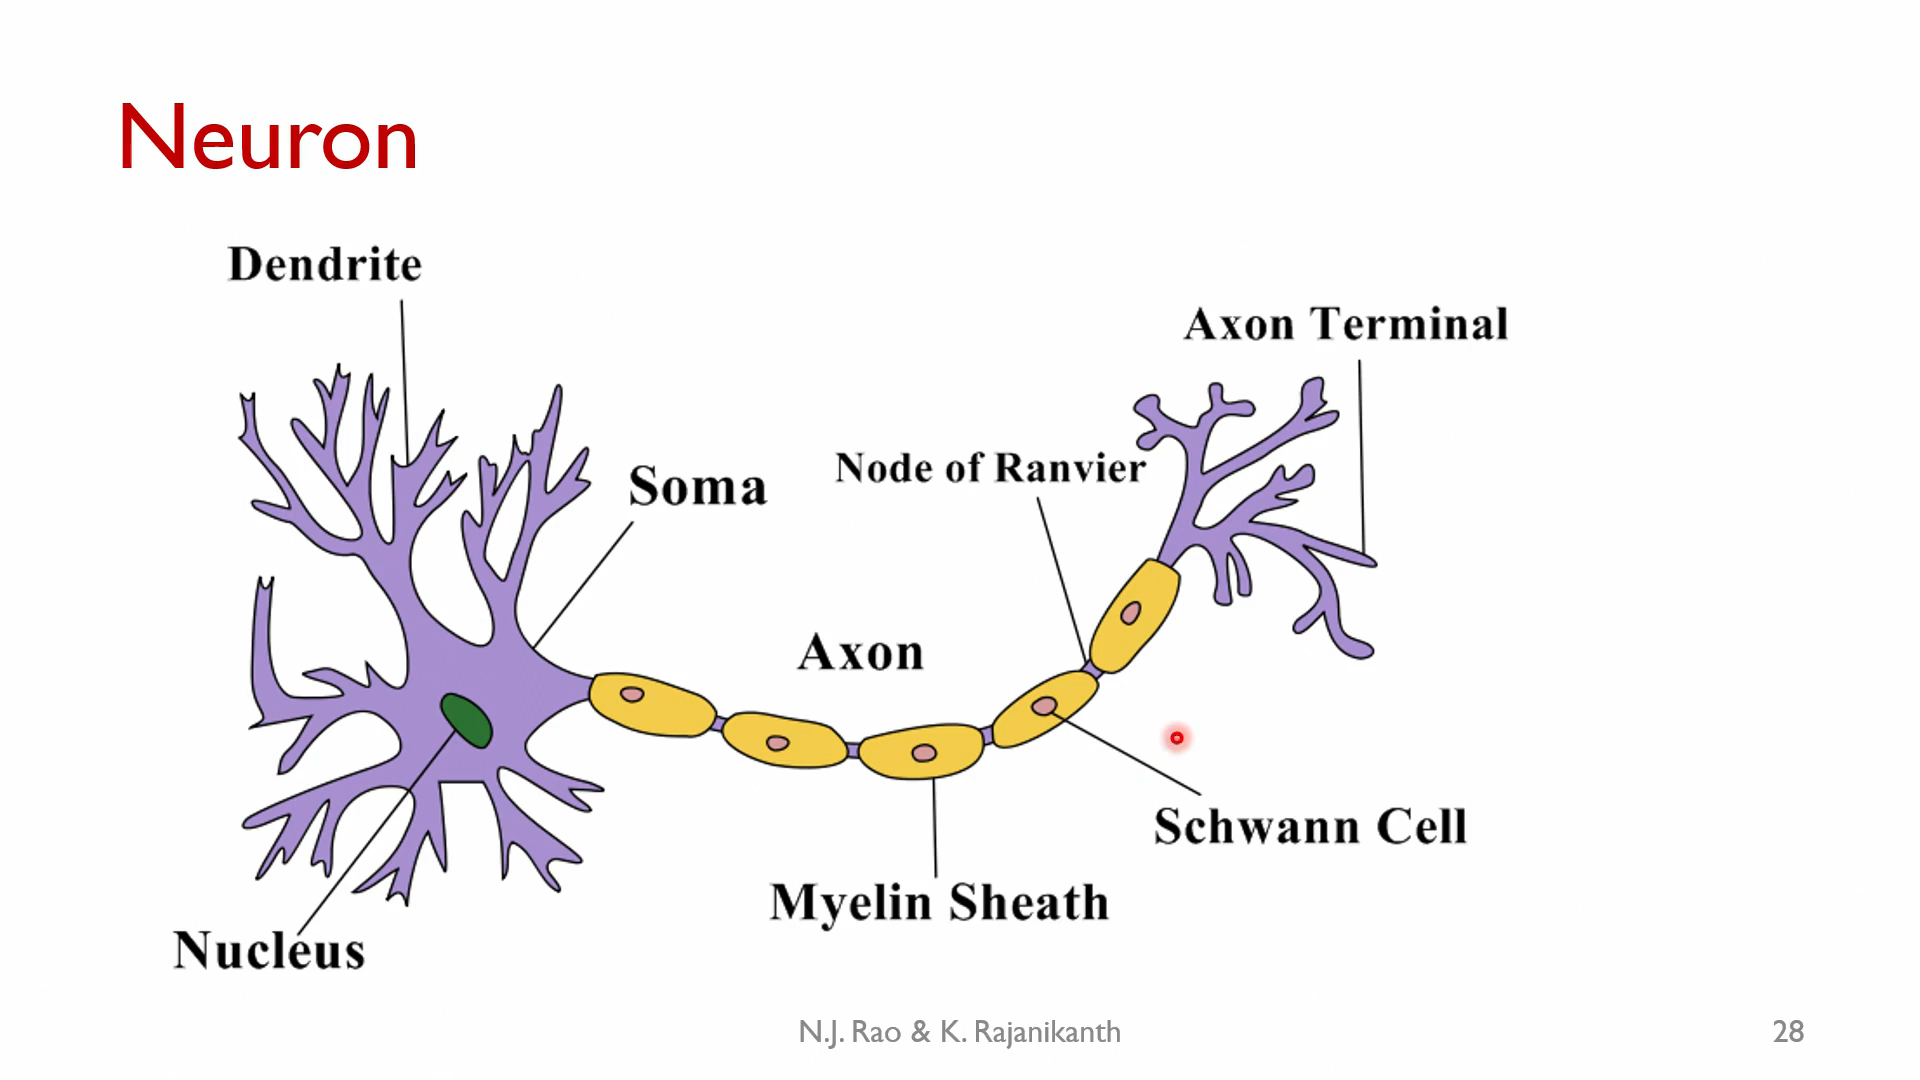 Neuron
Dendrite
Axon Terminal
Soma
Node of Ranvier
Axon
Schwann Cell
Myelin Sheath
Nucleus
N.J. Rao & K. Rajanikanth
28